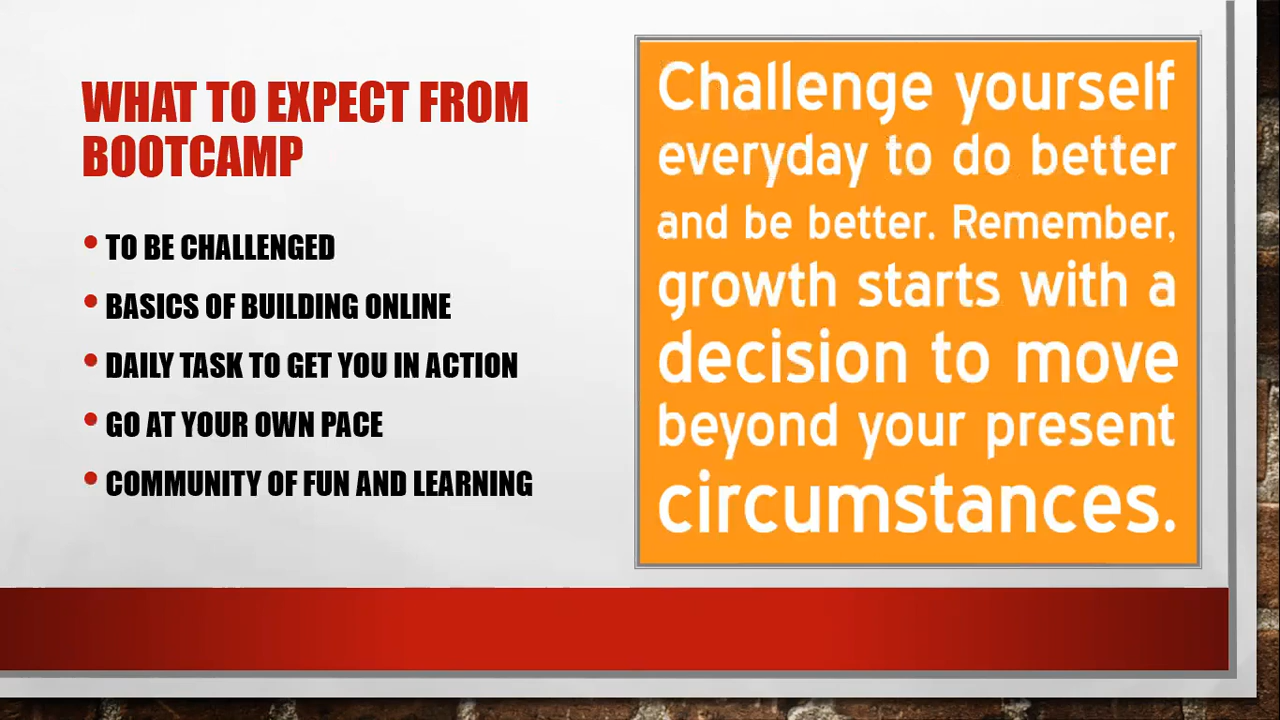 WHAT TO EXPECT FROM
BOOTCAMP
• TO BE CHALLENGED
• BASICS OF BUILDING ONLINE
• DAILY TASK TO GET YOU IN ACTION
• GO AT YOUR OWN PACE
• COMMUNITY OF FUN AND LEARNING
Challenge yourself
everyday to do better
and be better. Remember,
growth starts with a
decision to move
beyond your present
circumstances.